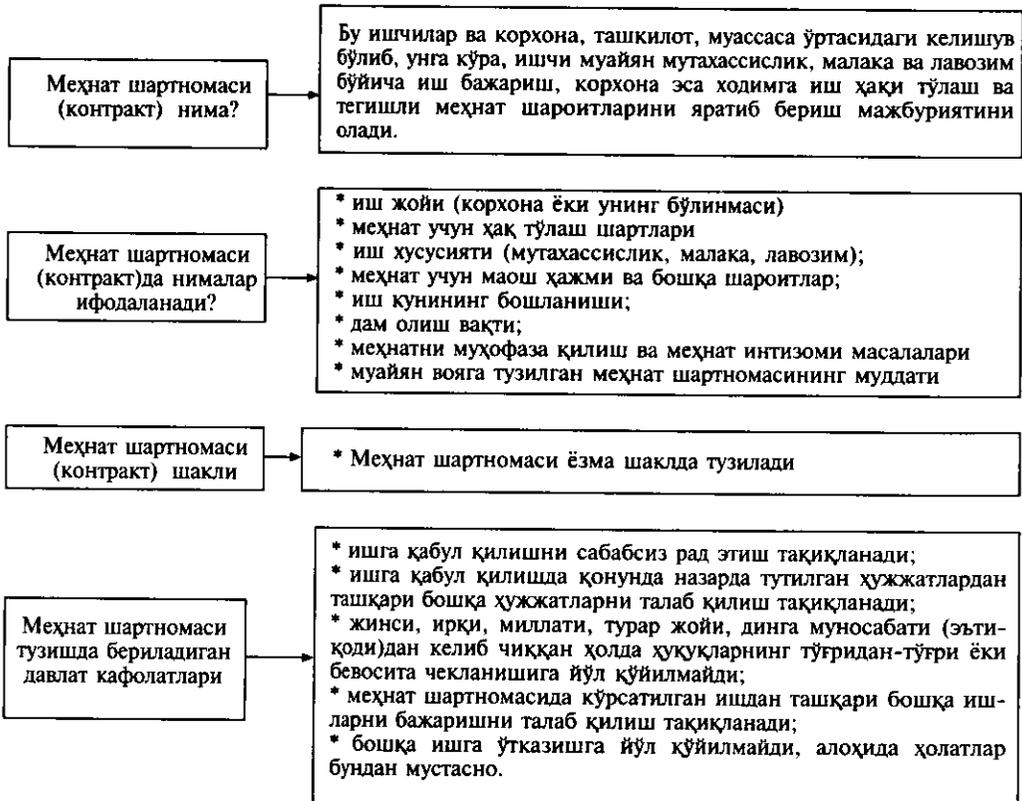 Меҳнат шартномаси
(контракт) нима?
Бу ишчилар ва корхона, ташкилот, муассаса ўртасидаги келишув
бўлиб, унга кўра, ишчи муайян мутахассислик, малака ва лавозим
бўйича иш бажариш, корхона эса ходимга иш ҳақи тўлаш ва
тегишли меҳнат шароитларини яратиб бериш мажбуриятини
олади.
Меҳнат шартномаси
(контракт)да нималар
ифодаланади?
* иш жойи (корхона ёки унинг бўлинмаси)
* меҳнат учун ҳақ тўлаш шартлари
* иш хусусияти (мутахассислик, малака, лавозим);
* меҳнат учун маош ҳажми ва бошқа шароитлар;
* иш кунининг бошланиши;
* дам олиш вақти;
* меҳнатни муҳофаза қилиш ва меҳнат интизоми масалалари
* муайян вояга тузилган меҳнат шартномасининг муддати
Меҳнат шартномаси
(контракт) шакли
* Меҳнат шартномаси ёзма шаклда тузилади
Меҳнат шартномаси
тузишда бериладиган
давлат кафолатлари
* ишга қабул қилишни сабабсиз рад этиш тақиқланади;
* ишга қабул қилишда қонунда назарда тутилган ҳужжатлардан
ташқари бошқа ҳужжатларни талаб қилиш тақиқланади;
* жинси, ирқи, миллати, турар жойи, динга муносабати (эъти-
қоди)дан келиб чиққан ҳолда ҳуқуқларнинг тўғридан-тўғри ёки
бевосита чекланишига йўл қўйилмайди;
* меҳнат шартномасида кўрсатилган ишдан ташқари бошқа иш-
ларни бажаришни талаб қилиш тақиқланади;
* бошқа ишга ўтказишга йўл қўйилмайди, алоҳида ҳолатлар
бундан мустасно.